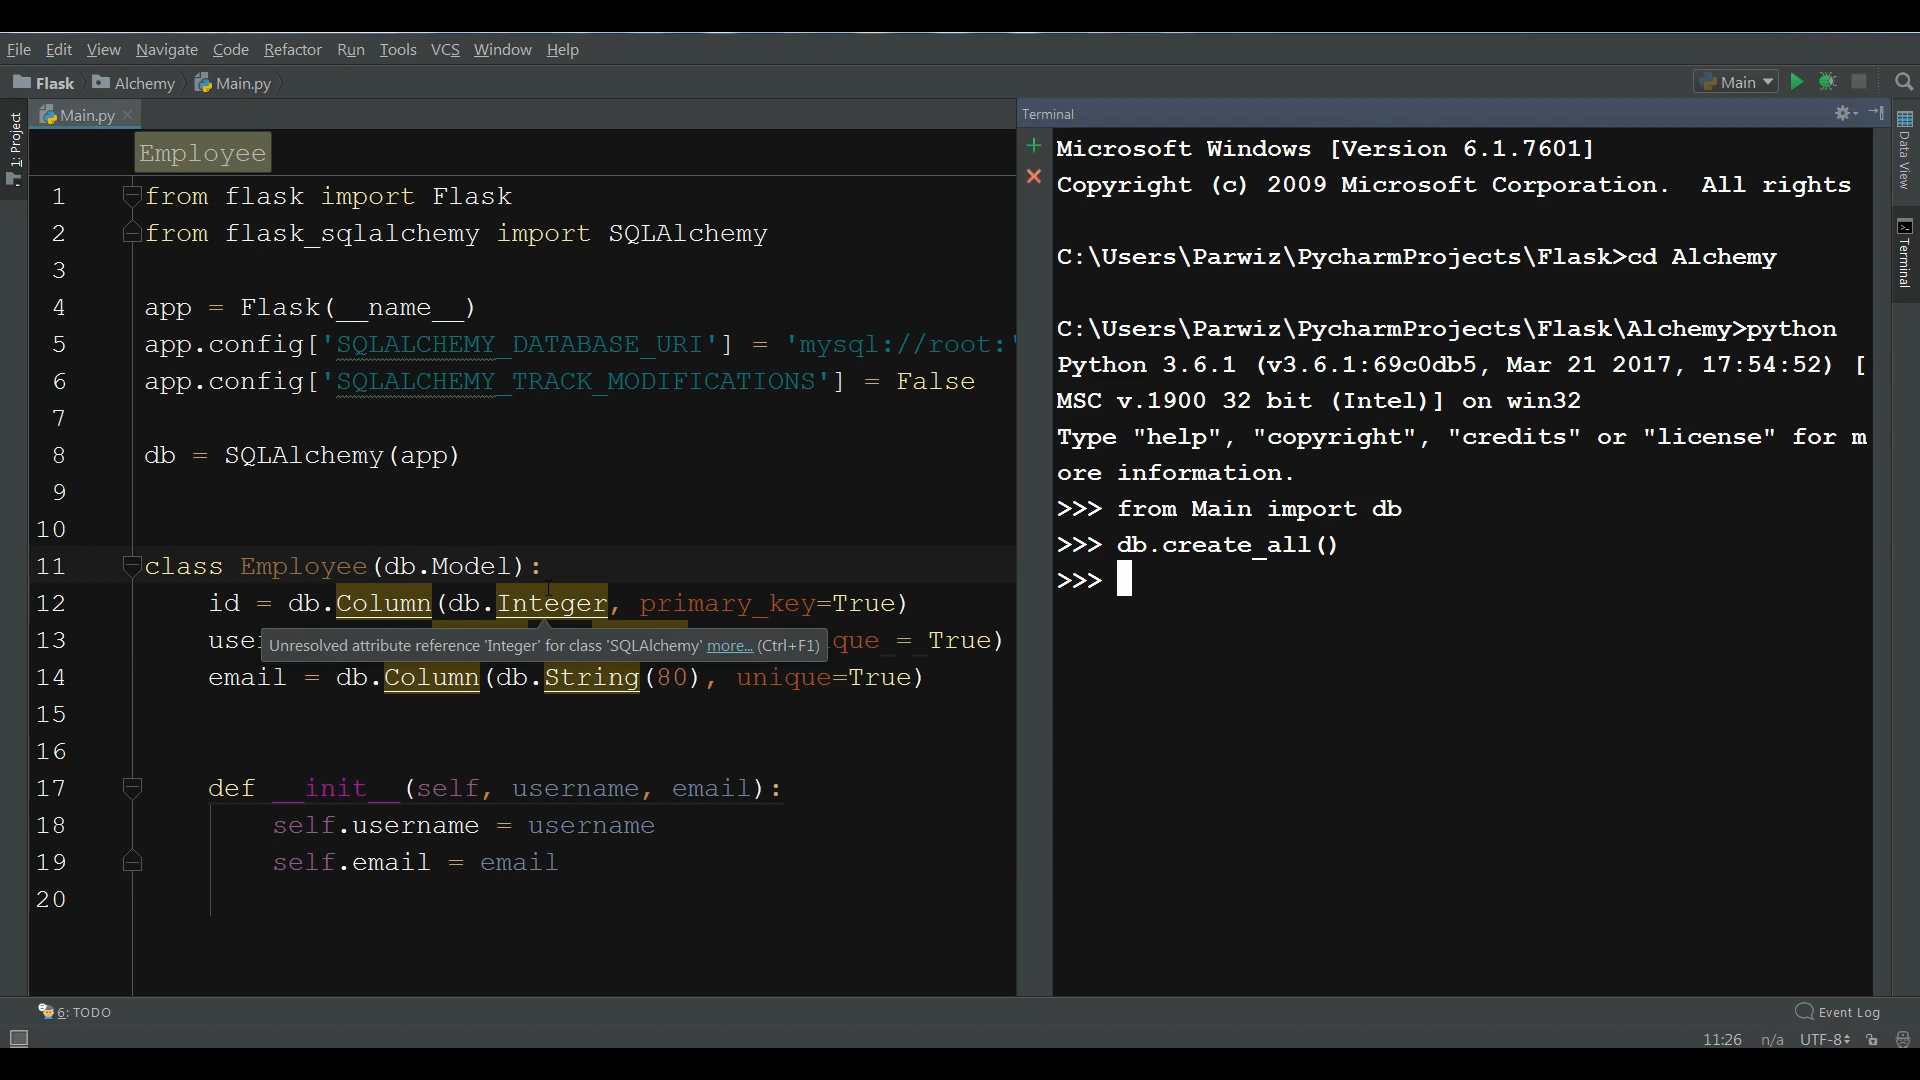 File Edit View Navigate Code Refactor Run Tools VCS Window Help
Flask Alchemy Main.py Main
Main.py
Terminal
1: Project
Data View
Terminal
Employee
1 from flask import Flask
2 from flask_sqlalchemy import SQLAlchemy
3
4 app = Flask(__name__)
5 app.config['SQLALCHEMY_DATABASE_URI'] = 'mysql://root:'
6 app.config['SQLALCHEMY_TRACK_MODIFICATIONS'] = False
7
8 db = SQLAlchemy(app)
9
10
11 class Employee(db.Model):
12 id = db.Column(db.Integer, primary_key=True)
13 use que = True)
Unresolved attribute reference 'Integer' for class 'SQLAlchemy' more... (Ctrl+F1)
14 email = db.Column(db.String(80), unique=True)
15
16
17 def __init__(self, username, email):
18 self.username = username
19 self.email = email
20
Microsoft Windows [Version 6.1.7601]
Copyright (c) 2009 Microsoft Corporation. All rights
C:\Users\Parwiz\PycharmProjects\Flask>cd Alchemy
C:\Users\Parwiz\PycharmProjects\Flask\Alchemy>python
Python 3.6.1 (v3.6.1:69c0db5, Mar 21 2017, 17:54:52) [
MSC v.1900 32 bit (Intel)] on win32
Type "help", "copyright", "credits" or "license" for m
ore information.
>>> from Main import db
>>> db.create_all()
>>>
6: TODO
Event Log
11:26 n/a UTF-8